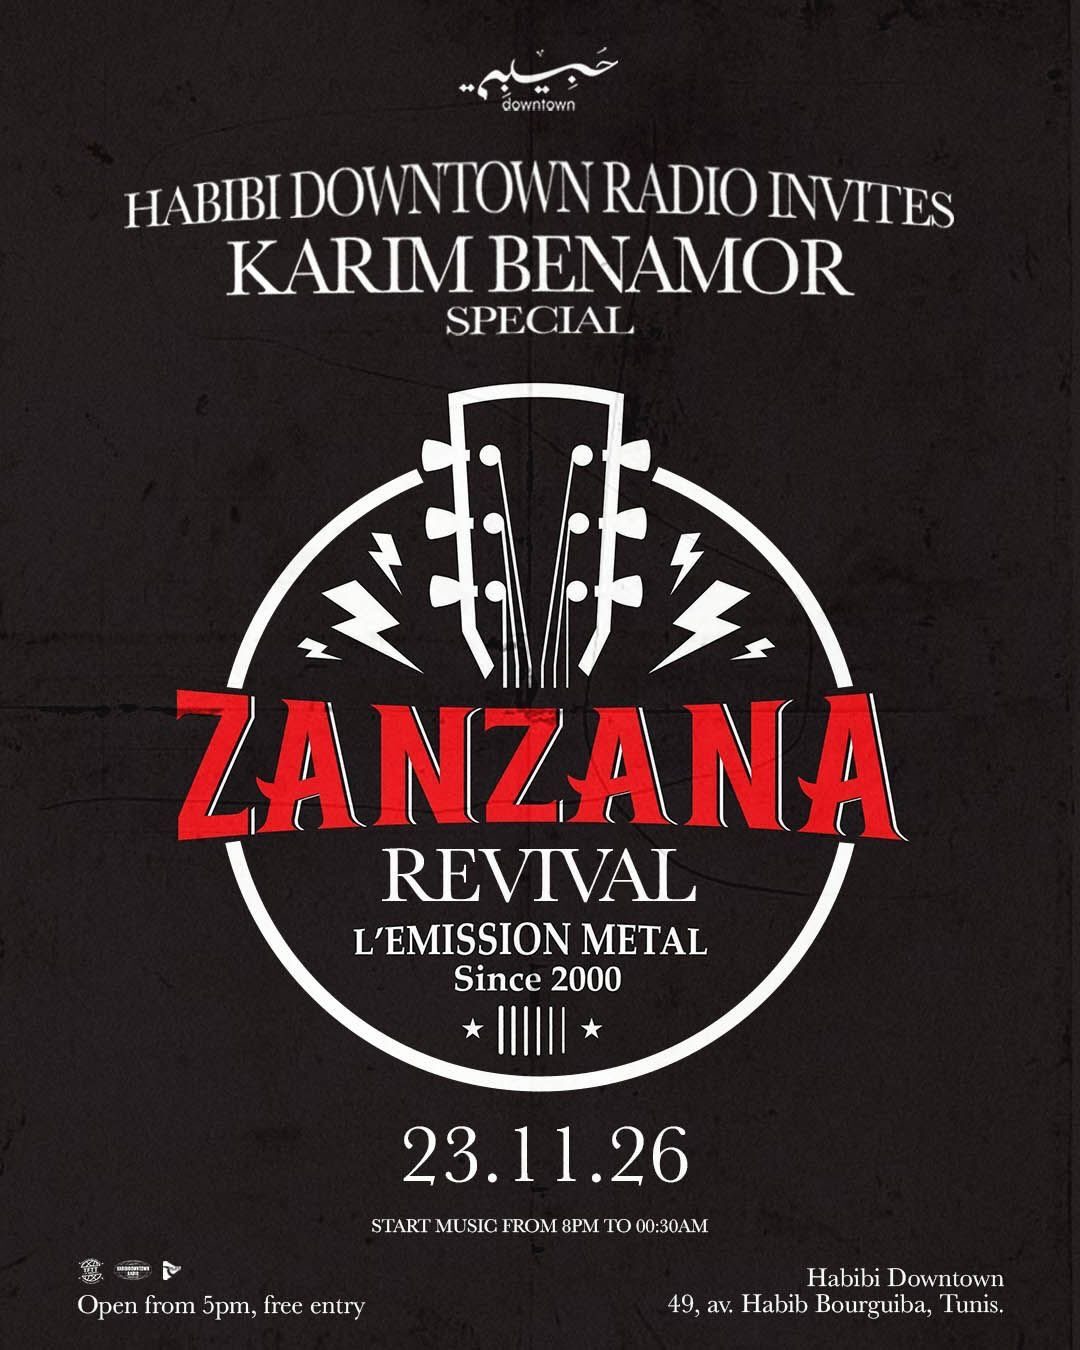 حَبِيبِي
downtown
HABIBI DOWNTOWN RADIO INVITES
KARIM BENAMOR
SPECIAL
ZANZANA
REVIVAL
L'EMISSION METAL
Since 2000
23.11.26
START MUSIC FROM 8PM TO 00:30AM
Open from 5pm, free entry
Habibi Downtown
49, av. Habib Bourguiba, Tunis.